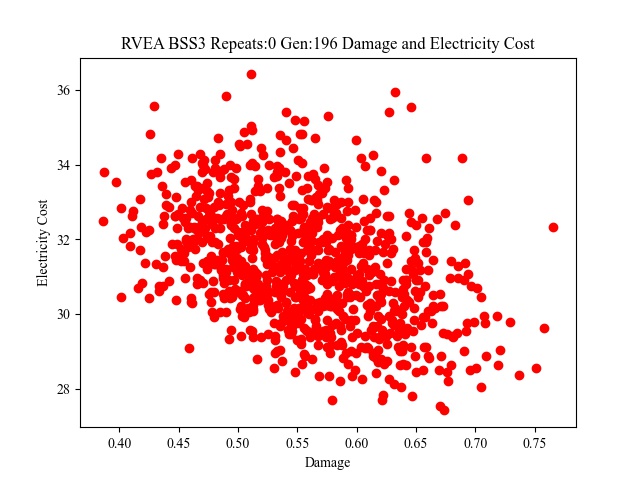 RVEA BSS3 Repeats:0 Gen:196 Damage and Electricity Cost
Electricity Cost
36
34
32
30
28
0.40 0.45 0.50 0.55 0.60 0.65 0.70 0.75
Damage